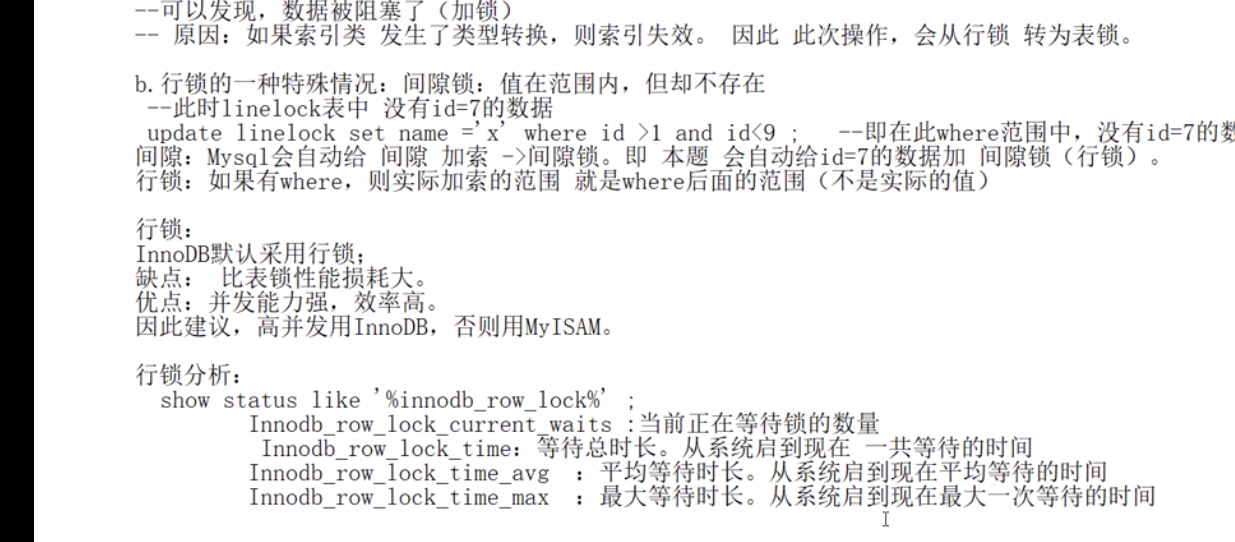 --可以发现，数据被阻塞了（加锁）
-- 原因：如果索引类 发生了类型转换，则索引失效。 因此 此次操作，会从行锁 转为表锁。
b.行锁的一种特殊情况：间隙锁：值在范围内，但却不存在
--此时linelock表中 没有id=7的数据
update linelock set name ='x' where id >1 and id<9 ;   --即在此where范围中，没有id=7的数
间隙：Mysql会自动给 间隙 加索 ->间隙锁。即 本题 会自动给id=7的数据加 间隙锁（行锁）。
行锁：如果有where，则实际加索的范围 就是where后面的范围（不是实际的值）
行锁：
InnoDB默认采用行锁；
缺点： 比表锁性能损耗大。
优点：并发能力强，效率高。
因此建议，高并发用InnoDB，否则用MyISAM。
行锁分析：
show status like '%innodb_row_lock%' ;
Innodb_row_lock_current_waits :当前正在等待锁的数量
Innodb_row_lock_time：等待总时长。从系统启到现在 一共等待的时间
Innodb_row_lock_time_avg  ：平均等待时长。从系统启到现在平均等待的时间
Innodb_row_lock_time_max  ：最大等待时长。从系统启到现在最大一次等待的时间